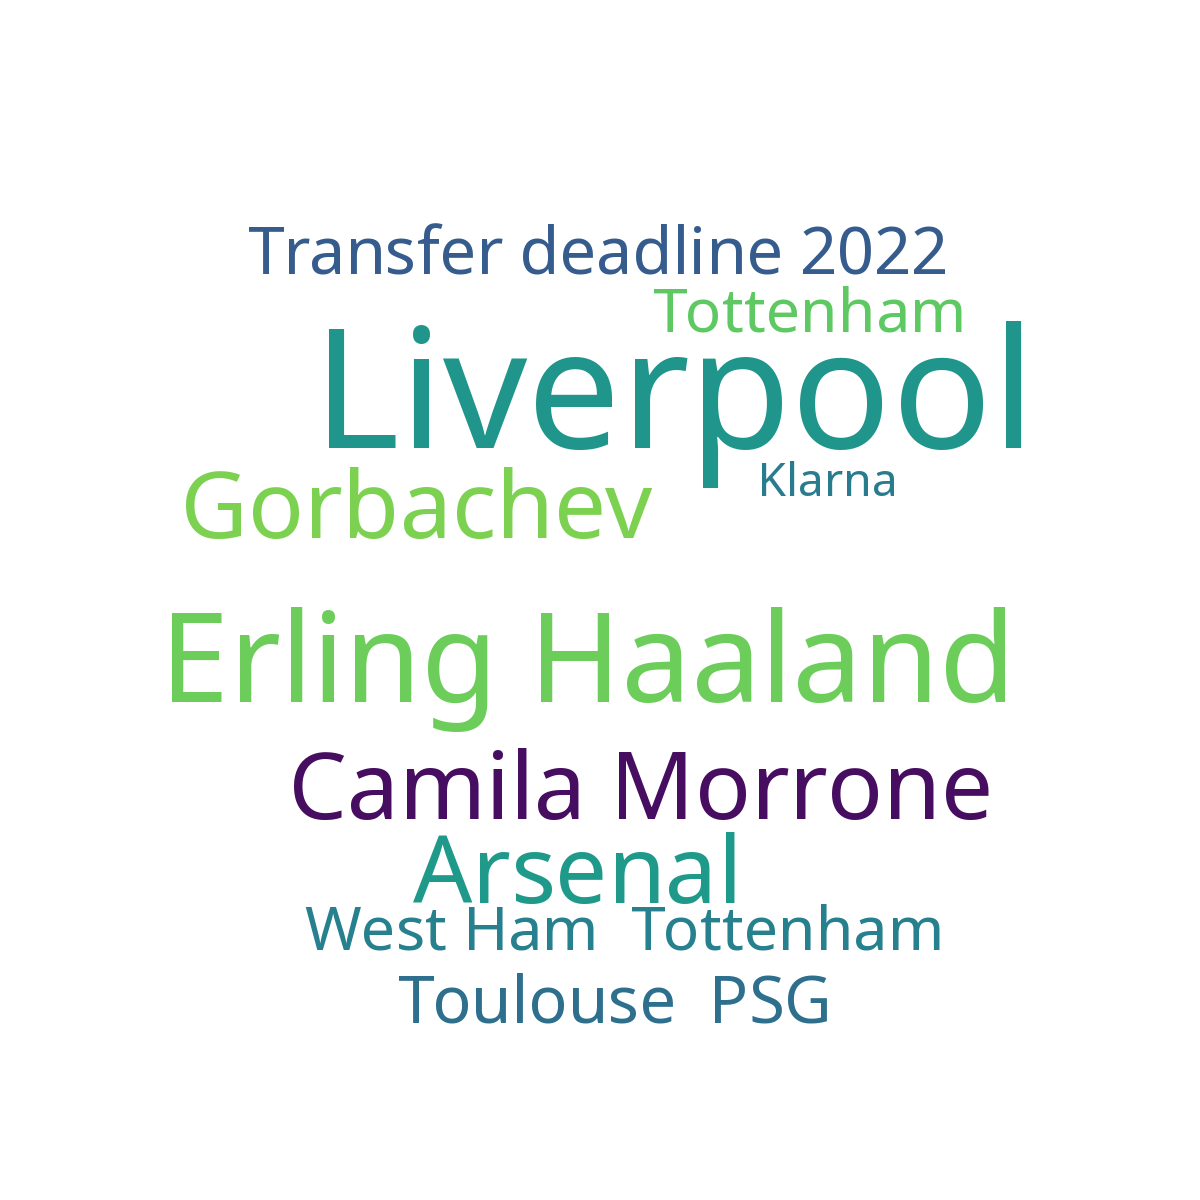 Transfer deadline 2022
Tottenham
Liverpool
Klarna
Gorbachev
Erling Haaland
Camila Morrone
Arsenal
West Ham Tottenham
Toulouse PSG